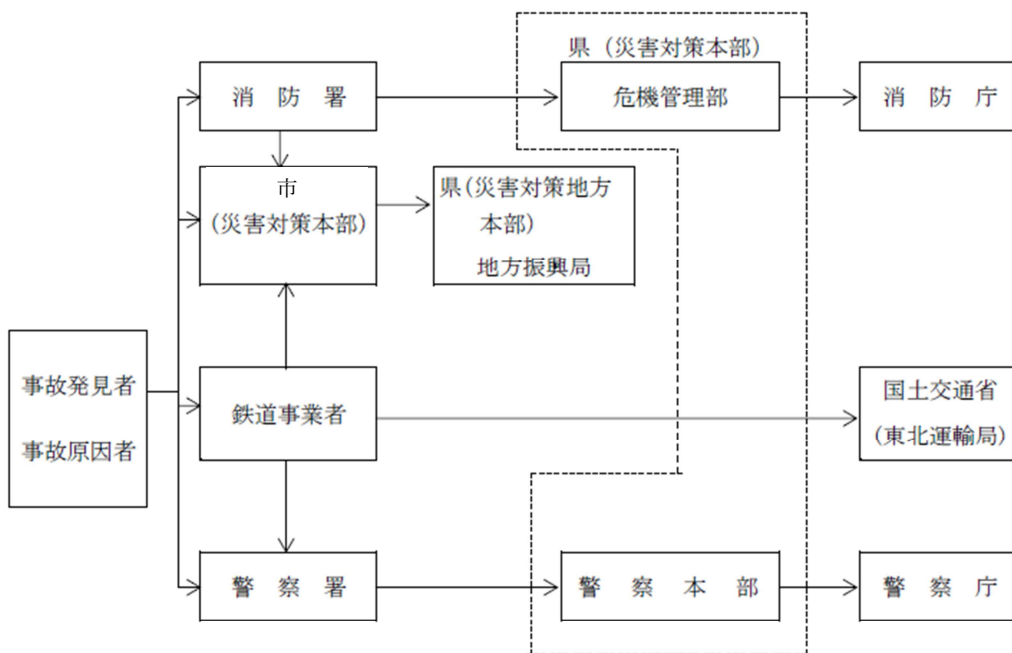 県（災害対策本部）
消防署
危機管理部
消防庁
市
(災害対策本部)
県(災害対策地方
本部)
地方振興局
事故発見者
事故原因者
鉄道事業者
国土交通省
(東北運輸局)
警察署
警察本部
警察庁